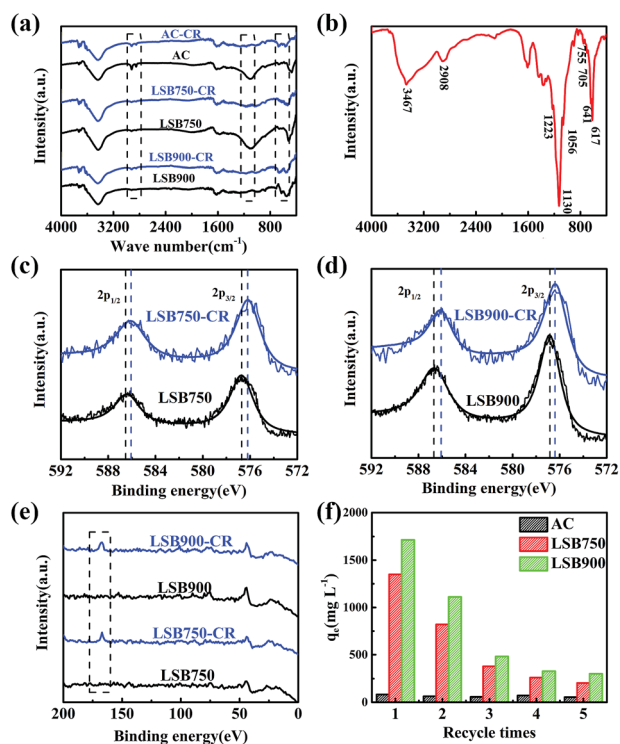 (a)
Intensity(a.u.)
AC-CR
AC
LSB750-CR
LSB750
LSB900-CR
LSB900
4000 3200 2400 1600 800
Wave number(cm-1)
(b)
Intensity(a.u.)
3467
2908
1223
1130
1056
755
705
641
617
4000 3200 2400 1600 800
Wave number(cm-1)
(c)
Intensity(a.u.)
2p1/2
2p3/2
LSB750-CR
LSB750
592 588 584 580 576 572
Binding energy(eV)
(d)
Intensity(a.u.)
2p1/2
2p3/2
LSB900-CR
LSB900
592 588 584 580 576 572
Binding energy(eV)
(e)
Intensity(a.u.)
LSB900-CR
LSB900
LSB750-CR
LSB750
200 150 100 50 0
Binding energy(eV)
(f)
qe(mg L-1)
2000
1750
1500
1000
500
0
AC
LSB750
LSB900
1 2 3 4 5
Recycle times